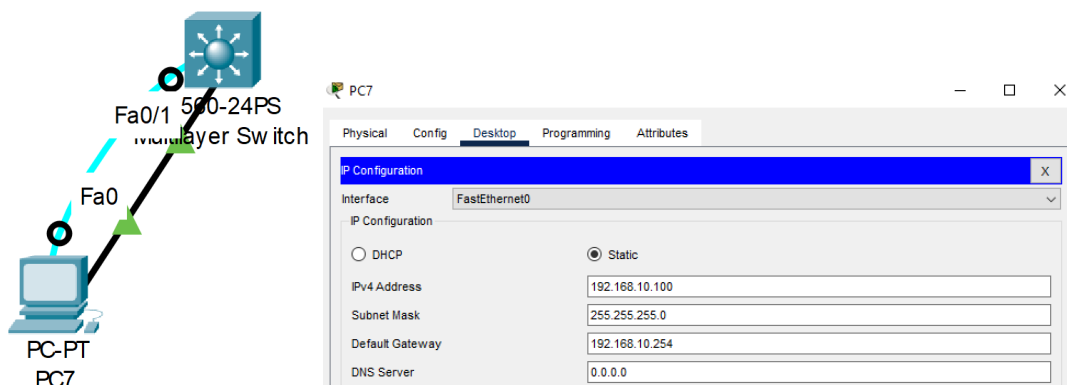 Fa0/1
560-24PS
Multilayer Switch
Fa0
PC-PT
PC7
PC7
Physical Config Desktop Programming Attributes
IP Configuration
X
Interface FastEthernet0
IP Configuration
DHCP Static
IPv4 Address 192.168.10.100
Subnet Mask 255.255.255.0
Default Gateway 192.168.10.254
DNS Server 0.0.0.0